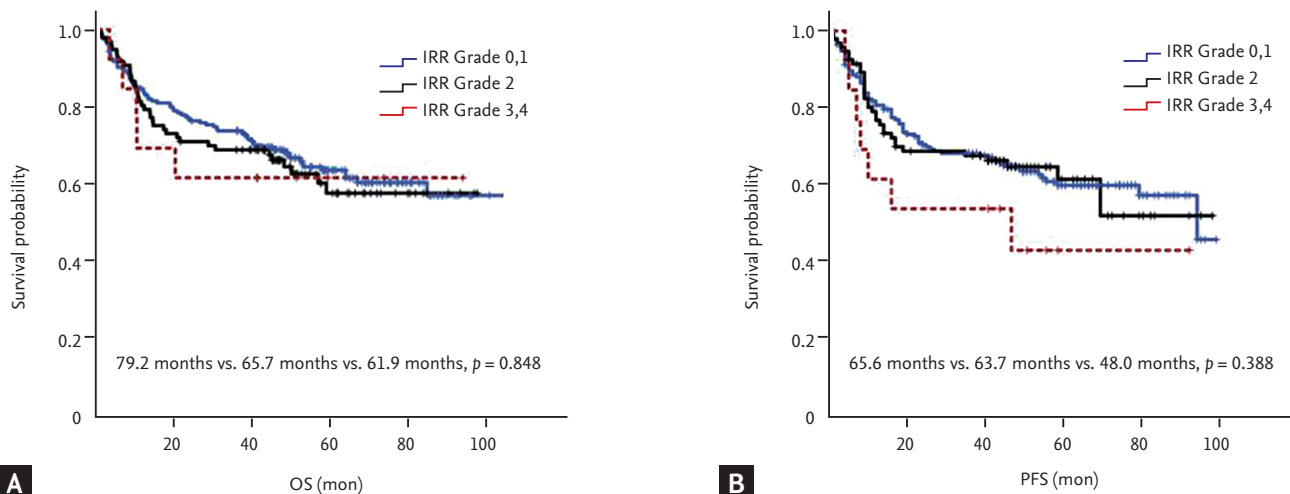 1.0
0.8
0.6
0.4
0.2
0
Survival probability
IRR Grade 0,1
IRR Grade 2
IRR Grade 3,4
79.2 months vs. 65.7 months vs. 61.9 months, p = 0.848
20 40 60 80 100
OS (mon)
A
1.0
0.8
0.6
0.4
0.2
0
Survival probability
IRR Grade 0,1
IRR Grade 2
IRR Grade 3,4
65.6 months vs. 63.7 months vs. 48.0 months, p = 0.388
20 40 60 80 100
PFS (mon)
B